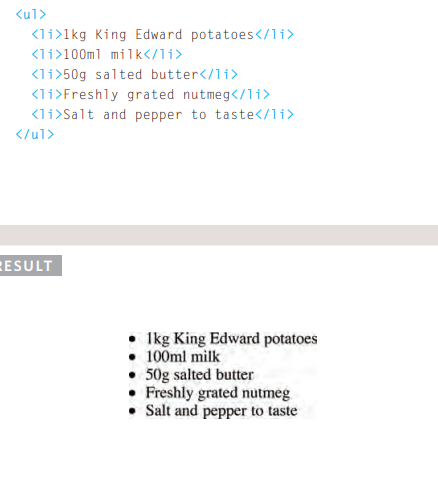 <ul>
<li>1kg King Edward potatoes</li>
<li>100ml milk</li>
<li>50g salted butter</li>
<li>Freshly grated nutmeg</li>
<li>Salt and pepper to taste</li>
</ul>
RESULT
• 1kg King Edward potatoes
• 100ml milk
• 50g salted butter
• Freshly grated nutmeg
• Salt and pepper to taste